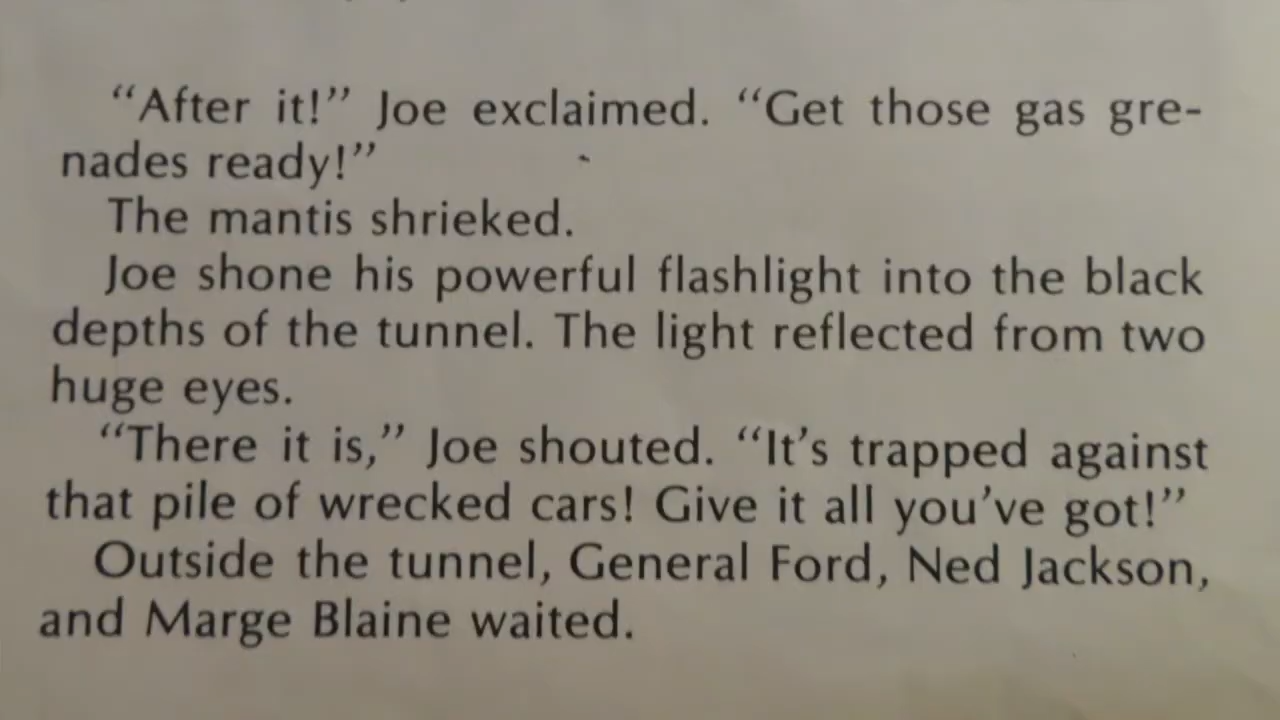 “After it!” Joe exclaimed. “Get those gas gre-
nades ready!”
The mantis shrieked.
Joe shone his powerful flashlight into the black
depths of the tunnel. The light reflected from two
huge eyes.
“There it is,” Joe shouted. “It’s trapped against
that pile of wrecked cars! Give it all you’ve got!”
Outside the tunnel, General Ford, Ned Jackson,
and Marge Blaine waited.